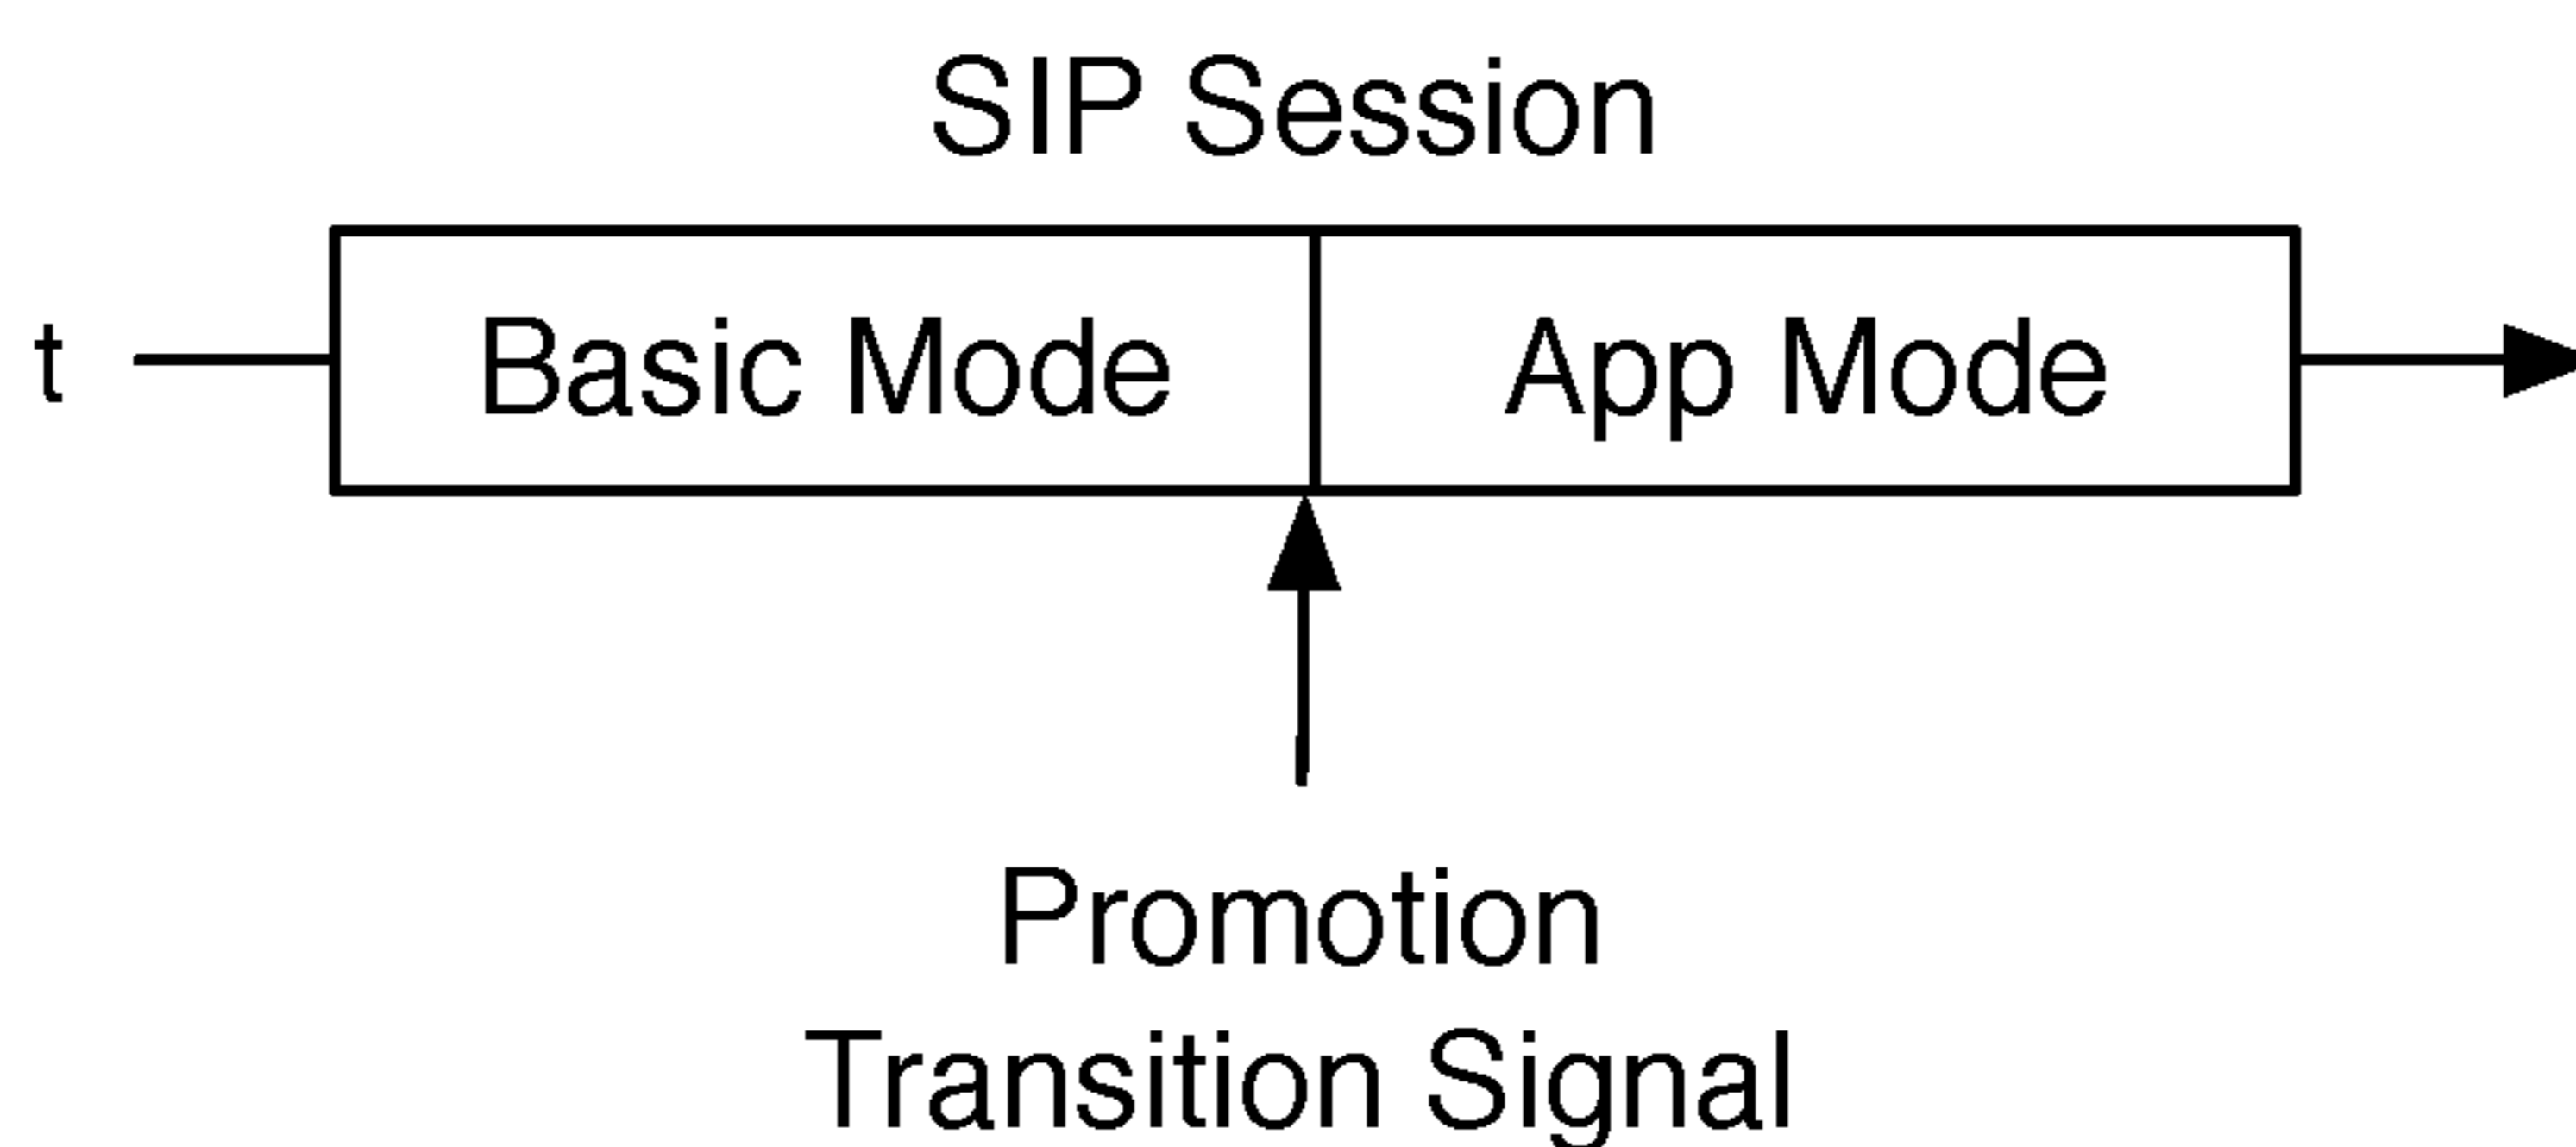 SIP Session
t
Basic Mode
App Mode
Promotion
Transition Signal